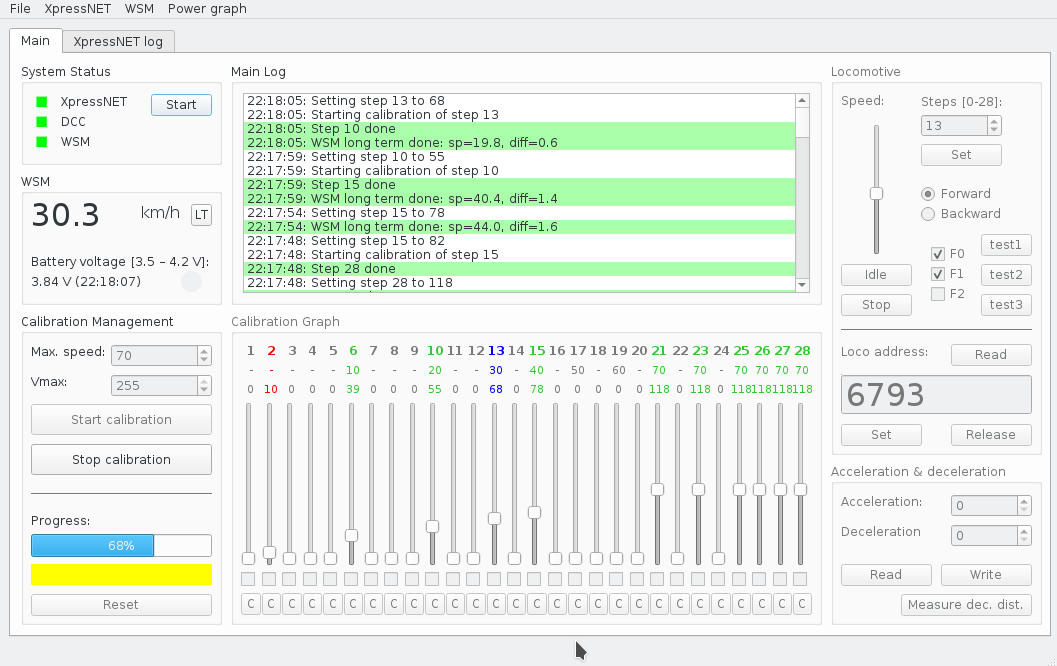 File XpressNET WSM Power graph
Main XpressNET log
System Status
XpressNET Start
DCC
WSM
WSM
30.3 km/h LT
Battery voltage [3.5 – 4.2 V]:
3.84 V (22:18:07)
Calibration Management
Max. speed: 70
Vmax: 255
Start calibration
Stop calibration
Progress:
68%
Reset
Main Log
22:18:05: Setting step 13 to 68
22:18:05: Starting calibration of step 13
22:18:05: Step 10 done
22:18:05: WSM long term done: sp=19.8, diff=0.6
22:17:59: Setting step 10 to 55
22:17:59: Starting calibration of step 10
22:17:59: Step 15 done
22:17:59: WSM long term done: sp=40.4, diff=1.4
22:17:54: Setting step 15 to 78
22:17:54: WSM long term done: sp=44.0, diff=1.6
22:17:48: Setting step 15 to 82
22:17:48: Starting calibration of step 15
22:17:48: Step 28 done
22:17:48: Setting step 28 to 118
Calibration Graph
1 2 3 4 5 6 7 8 9 10 11 12 13 14 15 16 17 18 19 20 21 22 23 24 25 26 27 28
- - - - - 10 - - - 20 - - 30 - 40 - 50 - 60 - 70 - 70 - 70 70 70 70
0 10 0 0 0 39 0 0 0 55 0 0 68 0 78 0 0 0 0 0 118 0 118 0 118 118 118 118
C C C C C C C C C C C C C C C C C C C C C C C C C C C C
Locomotive
Speed: Steps [0-28]:
13
Set
Forward
Backward
F0 test1
Idle F1 test2
Stop F2 test3
Loco address: Read
6793
Set Release
Acceleration & deceleration
Acceleration: 0
Deceleration 0
Read Write
Measure dec. dist.